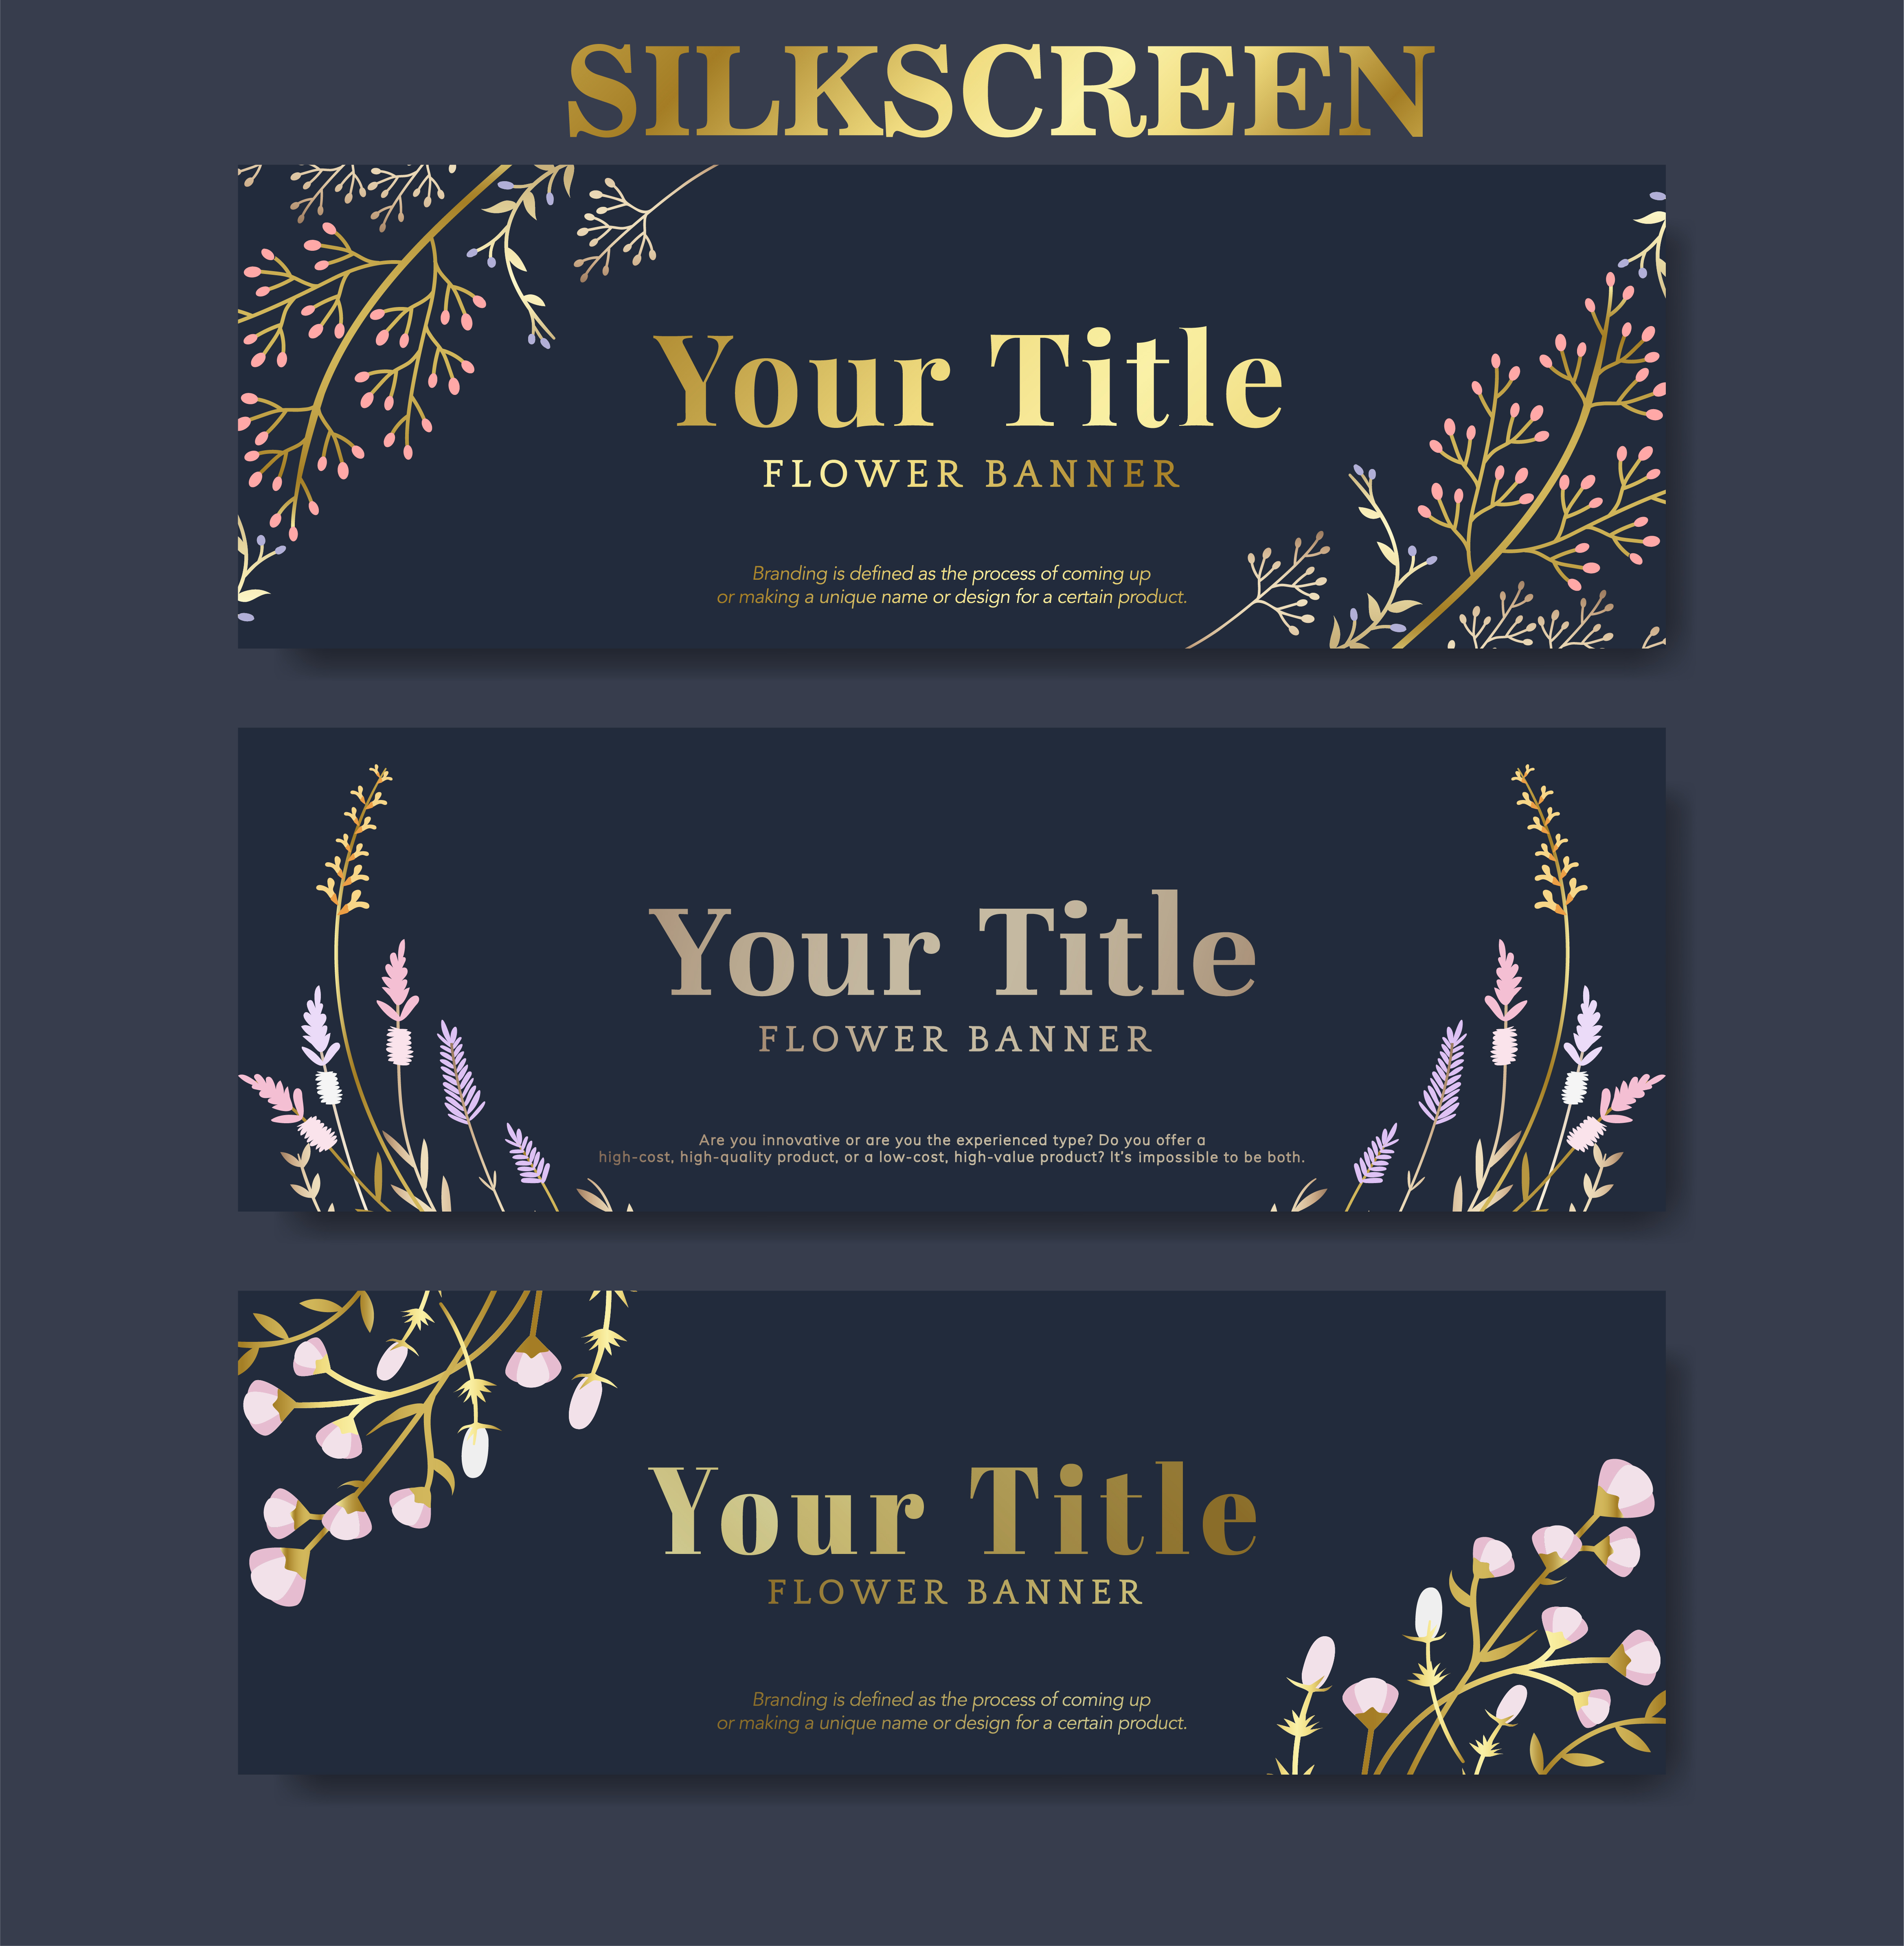 SILKSCREEN
Your Title
FLOWER BANNER
Branding is defined as the process of coming up
or making a unique name or design for a certain product.
Your Title
FLOWER BANNER
Are you innovative or are you the experienced type? Do you offer a
high-cost, high-quality product, or a low-cost, high-value product? It's impossible to be both.
Your Title
FLOWER BANNER
Branding is defined as the process of coming up
or making a unique name or design for a certain product.